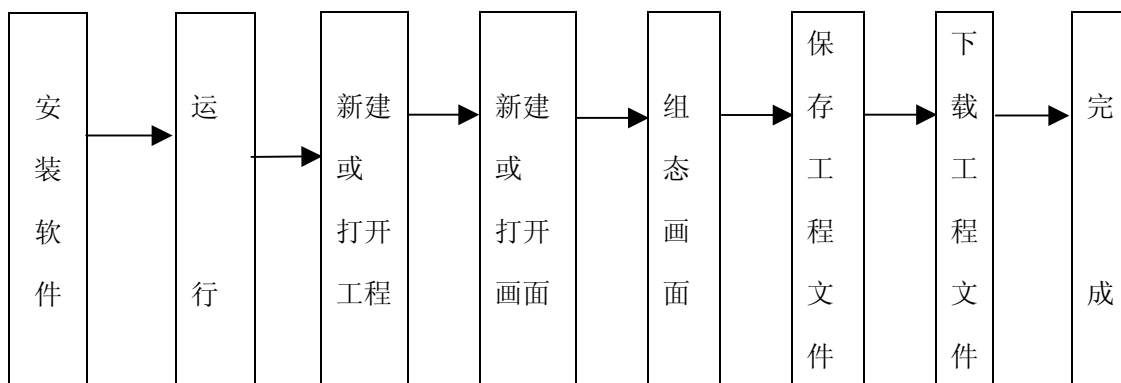 安装软件
运行
新建
或
打开
工程
新建
或
打开
画面
组态画面
保存工程文件
下载工程文件
完成